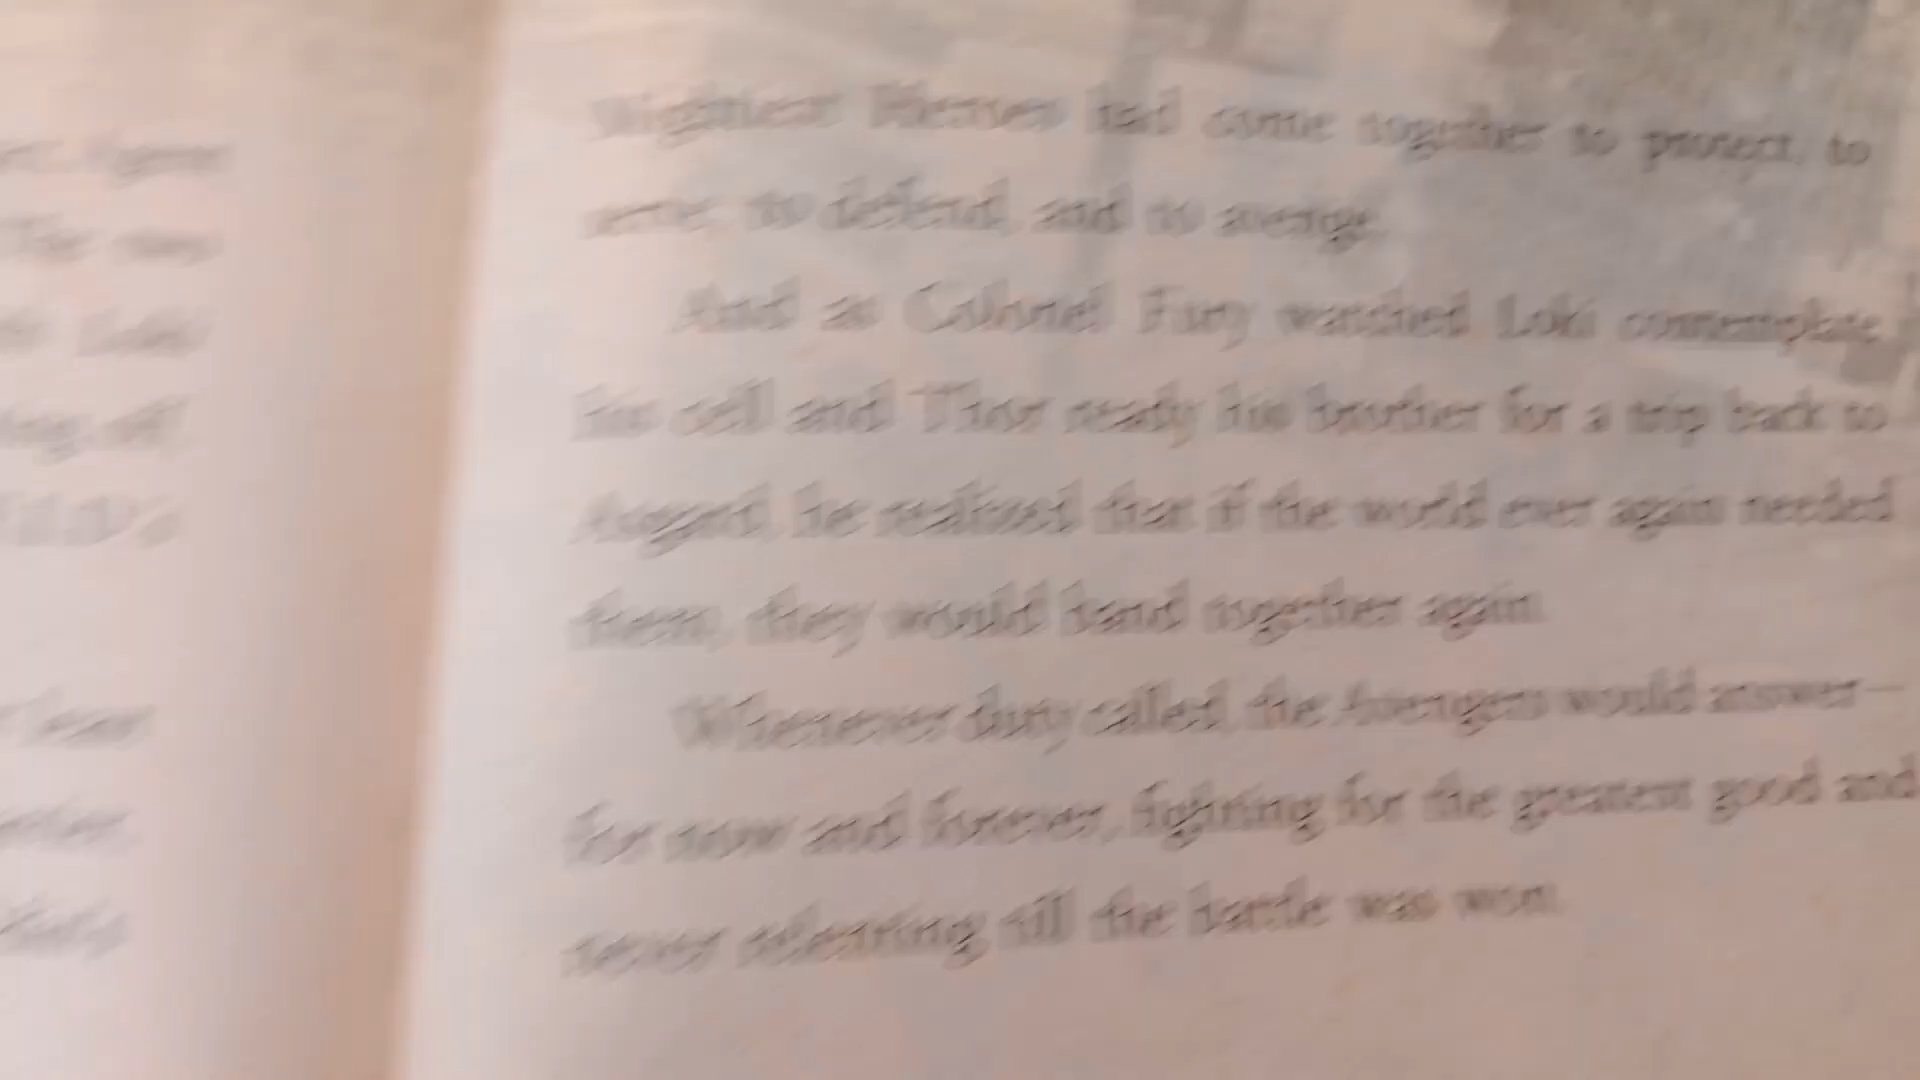 Mightiest Heroes had come together to protect, to
serve, to defend, and to avenge.
And as Colonel Fury watched Loki contemplate
his cell and Thor ready his brother for a trip back to
Asgard, he realized that if the world ever again needed
them, they would band together again.
Whenever duty called, the Avengers would answer—
for now and forever, fighting for the greatest good and
never relenting till the battle was won.